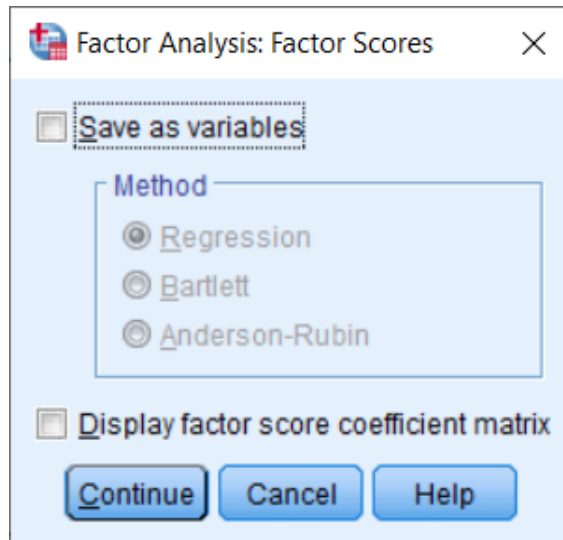 Factor Analysis: Factor Scores
Save as variables
Method
Regression
Bartlett
Anderson-Rubin
Display factor score coefficient matrix
Continue Cancel Help